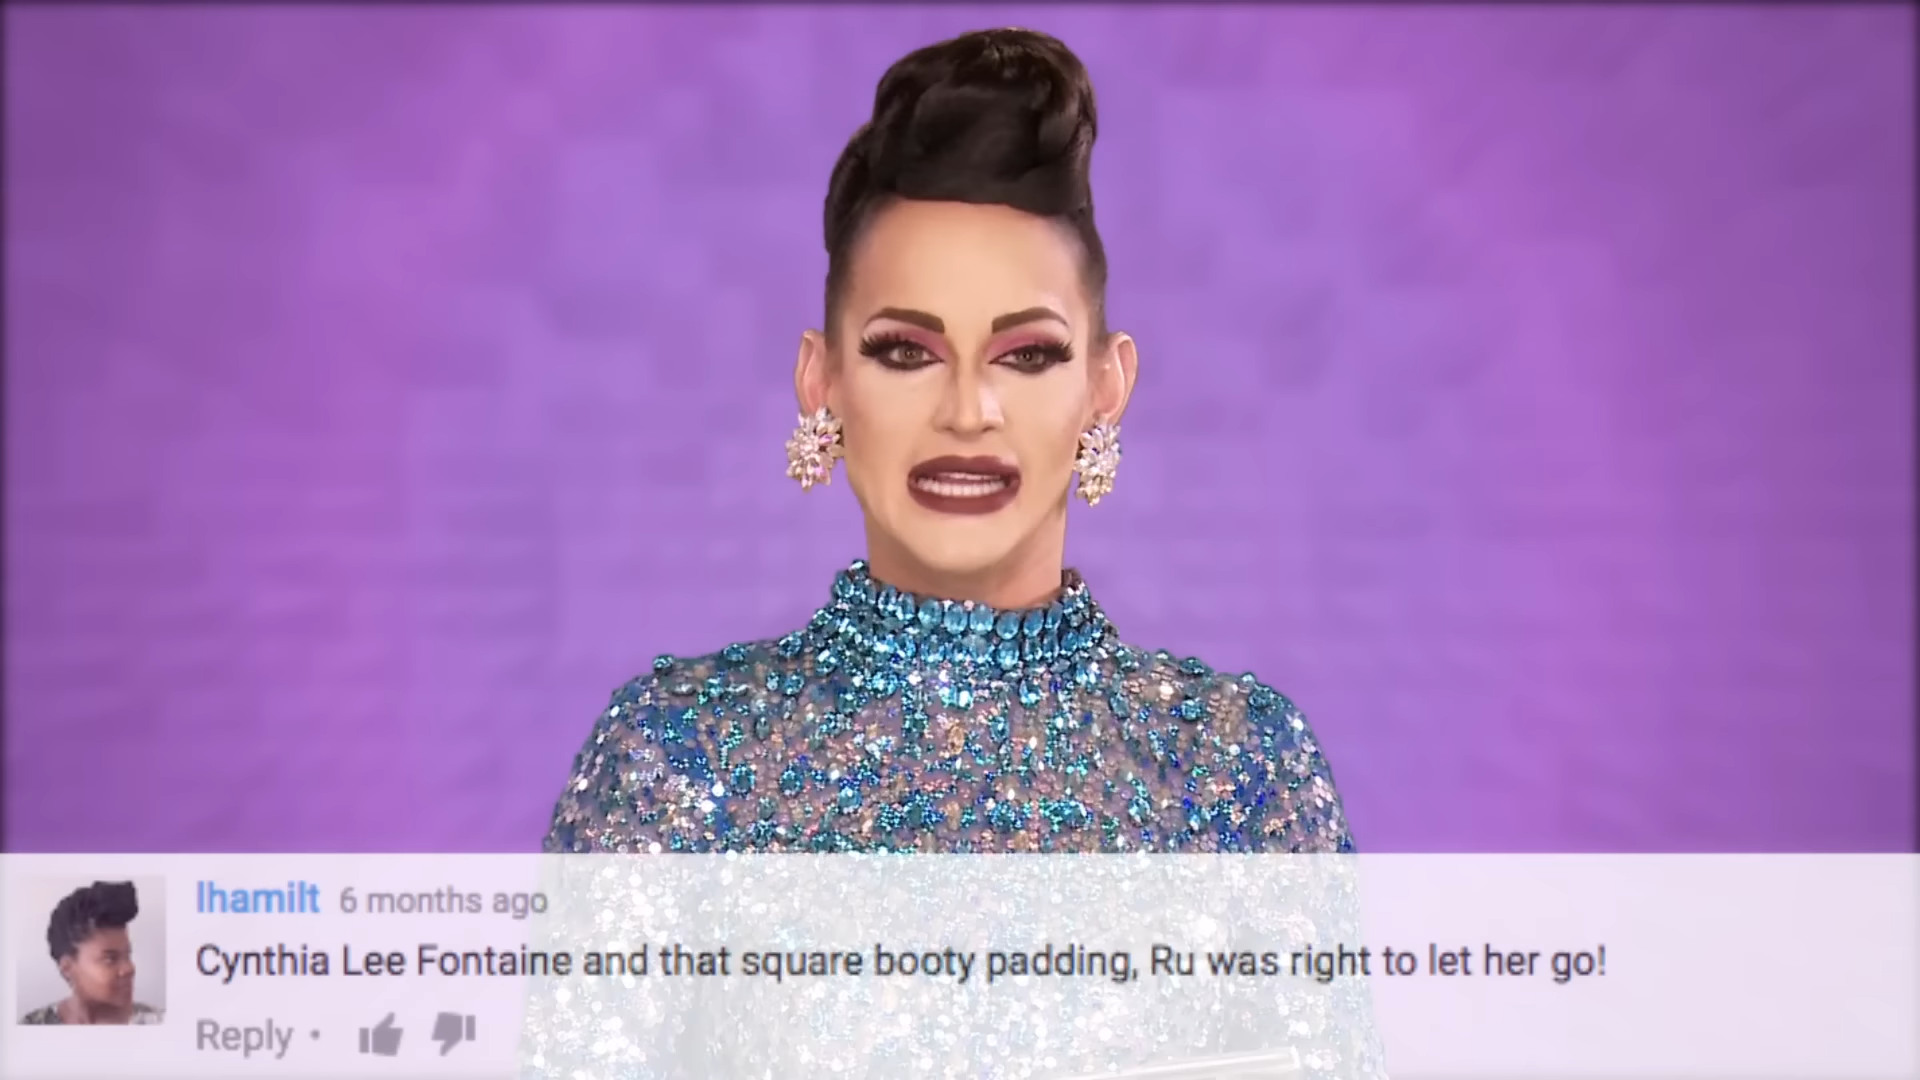 lhamilt 6 months ago
Cynthia Lee Fontaine and that square booty padding, Ru was right to let her go!
Reply •